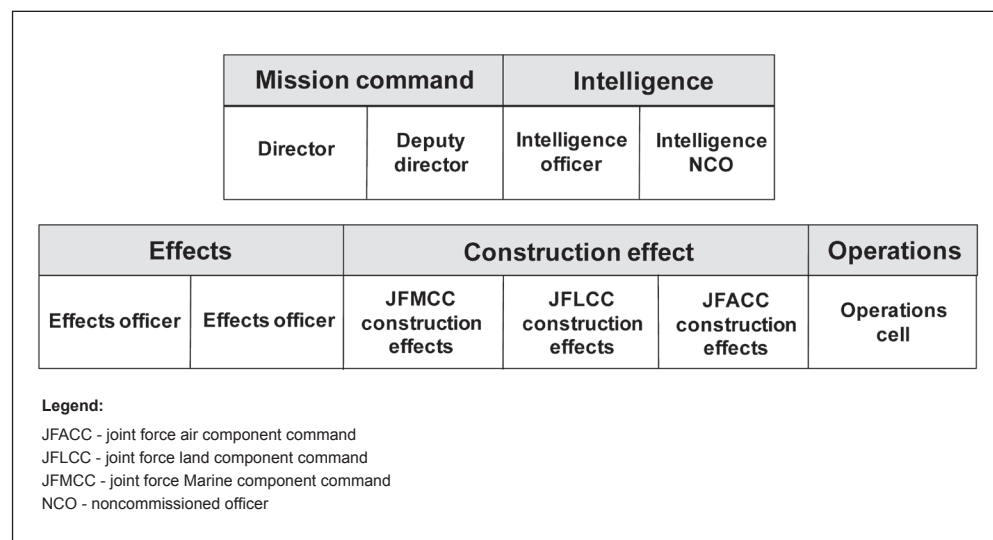 Mission command
Intelligence
Director
Deputy
director
Intelligence
officer
Intelligence
NCO
Effects
Construction effect
Operations
Effects officer
Effects officer
JFMCC
construction
effects
JFLCC
construction
effects
JFACC
construction
effects
Operations
cell
Legend:
JFACC - joint force air component command
JFLCC - joint force land component command
JFMCC - joint force Marine component command
NCO - noncommissioned officer